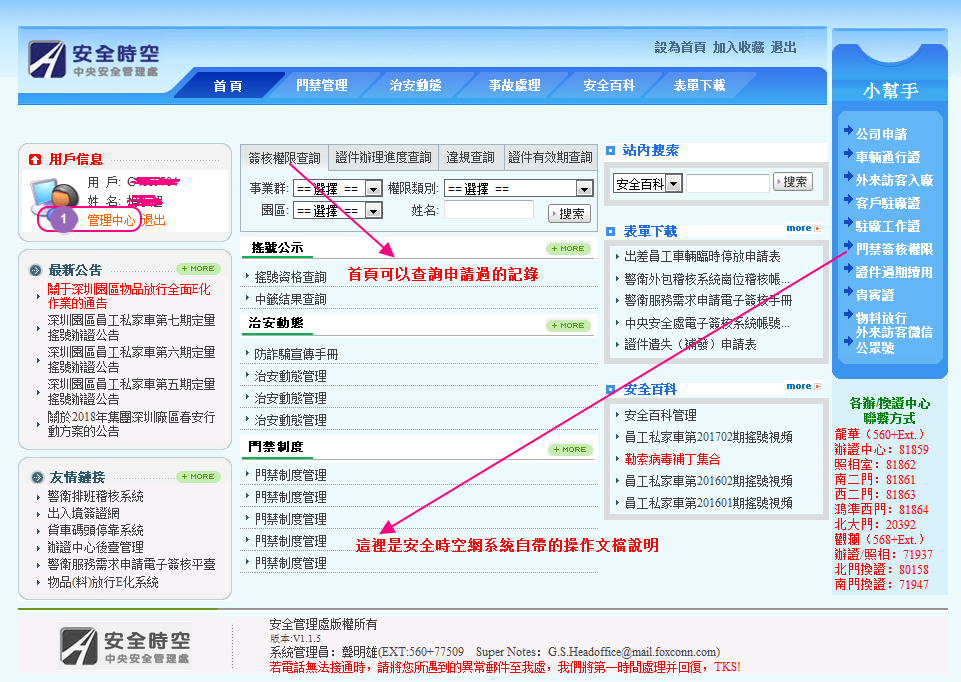 安全時空
中央安全管理處
設為首頁 加入收藏 退出
首頁 門禁管理 治安動態 事故處理 安全百科 表單下載
小幫手
公司申請
車輛通行證
外來訪客入廠
客戶駐廠證
駐廠工作證
門禁簽核權限
證件過期續用
貴賓證
物料放行
外來訪客微信
公眾號
用戶信息
用 戶:
姓 名:
1 管理中心 退出
最新公告 + MORE
關于深圳園區物品放行全面E化
作業的通告
深圳園區員工私家車第七期定量
搖號辦證公告
深圳園區員工私家車第六期定量
搖號辦證公告
深圳園區員工私家車第五期定量
搖號辦證公告
關於2018年集團深圳廠區春安行
動方案的公告
友情鏈接 + MORE
警衛排班稽核系統
出入境簽證網
貨車碼頭停靠系統
辦證中心後臺管理
警衛服務需求申請電子簽核平臺
物品(料)放行E化系統
簽核權限查詢 證件辦理進度查詢 違規查詢 證件有效期查詢
事業群: == 選擇 == 權限類別: == 選擇 ==
園區: == 選擇 == 姓名: 搜索
搖號公示 + MORE
搖號資格查詢
中籤結果查詢
首頁可以查詢申請過的記錄
治安動態 + MORE
防詐騙宣傳手冊
治安動態管理
治安動態管理
治安動態管理
門禁制度 + MORE
門禁制度管理
門禁制度管理
門禁制度管理
門禁制度管理
門禁制度管理
這裡是安全時空網系統自帶的操作文檔說明
站內搜索
安全百科 搜索
表單下載 more
出差員工車輛臨時停放申請表
警衛外包稽核系統崗位稽核帳...
警衛服務需求申請電子簽核手冊
中央安全處電子簽核系統帳號...
證件遺失（補發）申請表
安全百科 more
安全百科管理
員工私家車第201702期搖號視頻
勒索病毒補丁集合
員工私家車第201602期搖號視頻
員工私家車第201601期搖號視頻
各辦/換證中心
聯繫方式
龍華（560+Ext.）
辦證中心：81859
照相室：81862
南二門：81861
西二門：81863
鴻準西門：81864
北大門：20392
觀瀾（568+Ext.）
辦證/照相：71937
北門換證：80158
南門換證：71947
安全時空
中央安全管理處
安全管理處版權所有
版本:V1.1.5
系統管理員：龔明雄(EXT:560+77509 Super Notes：G.S.Headoffice@mail.foxconn.com)
若電話無法接通時，請將您所遇到的異常郵件至我處，我們將第一時間處理并回復，TKS!